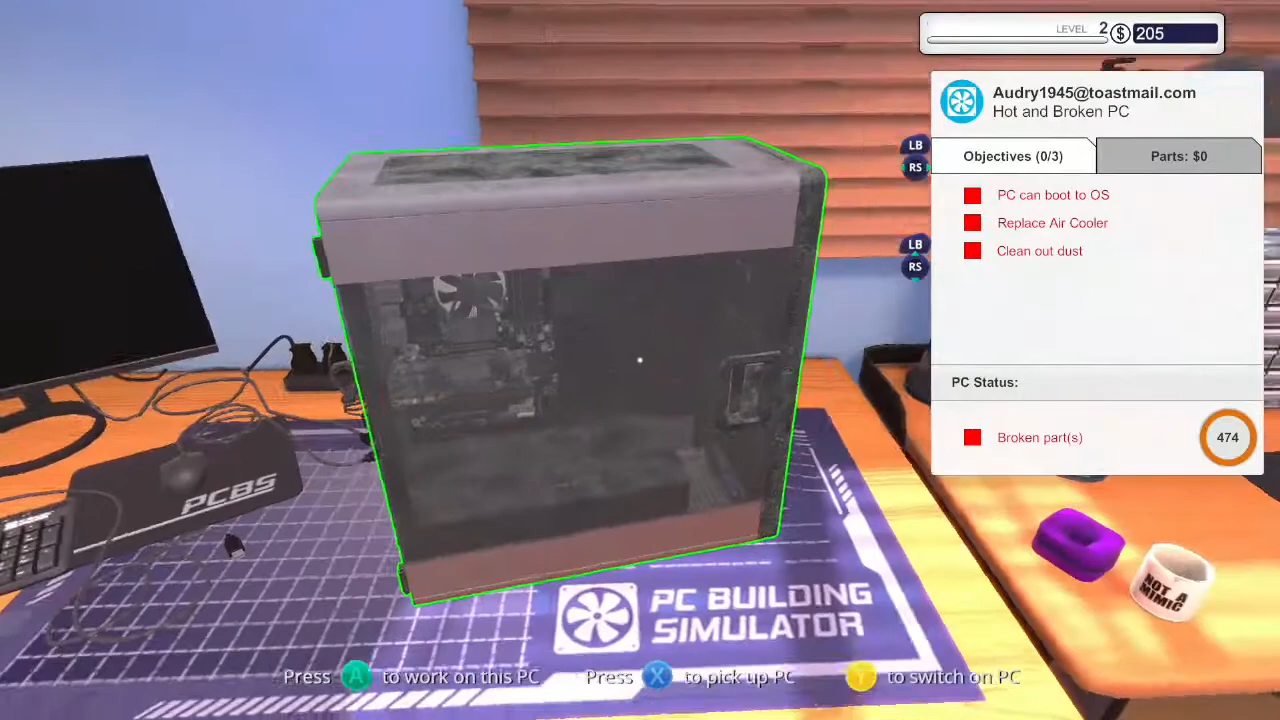 LEVEL 2 $ 205
Audry1945@toastmail.com
Hot and Broken PC
LB
RS
Objectives (0/3)
Parts: $0
PC can boot to OS
Replace Air Cooler
Clean out dust
LB
RS
PC Status:
Broken part(s)
PCBS
NOT A
MIMIC
PC BUILDING
SIMULATOR
Press A to work on this PC
Press X to pick up PC
Y to switch on PC